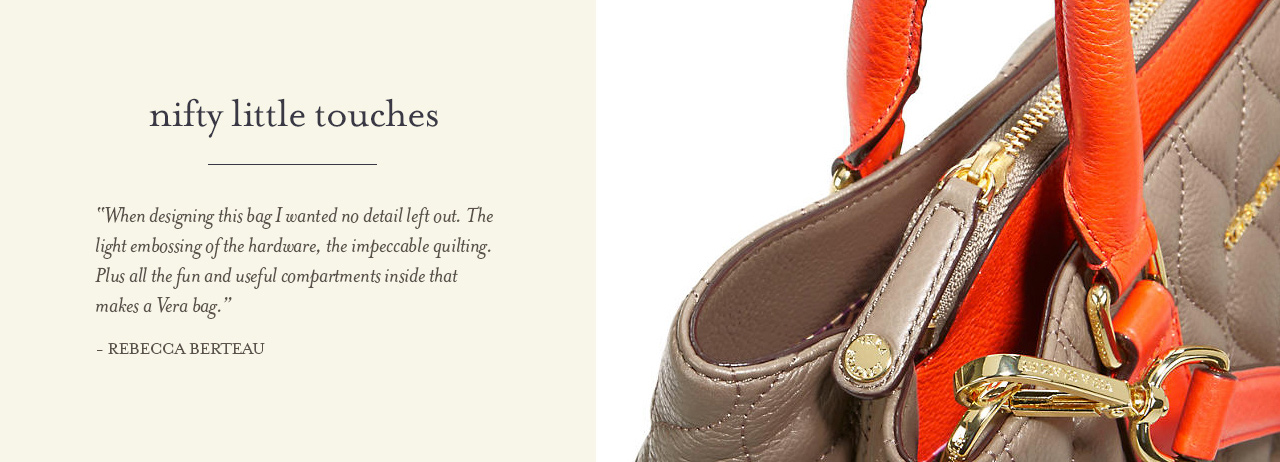 nifty little touches
“When designing this bag I wanted no detail left out. The
light embossing of the hardware, the impeccable quilting.
Plus all the fun and useful compartments inside that
makes a Vera bag.”
– REBECCA BERTEAU